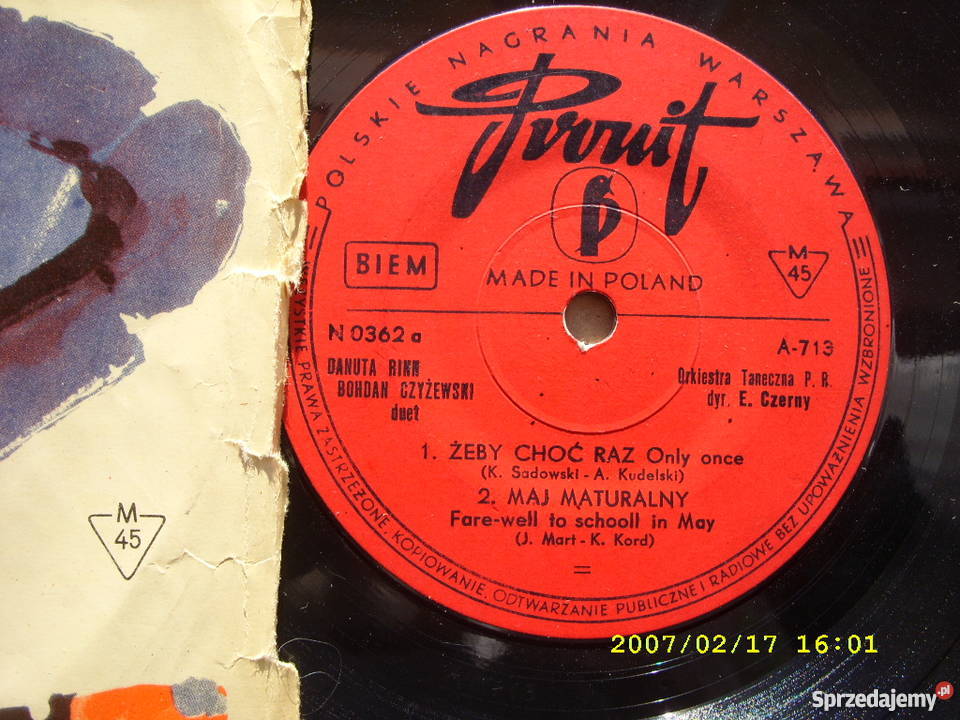 POLSKIE NAGRANIA WARSZAWA
Pronit
P
BIEM
MADE IN POLAND
M
45
N 0362 a
A-713
DANUTA RINN
BOHDAN CZYŻEWSKI
duet
Orkiestra Taneczna P. R.
dyr. E. Czerny
1. ŻEBY CHOĆ RAZ Only once
(K. Sadowski - A. Kudelski)
2. MAJ MATURALNY
Fare-well to schooll in May
(J. Mart - K. Kord)
WSZYSTKIE PRAWA ZASTRZEŻONE. KOPIOWANIE, ODTWARZANIE PUBLICZNE I RADIOWE BEZ UPOWAŻNIENIA WZBRONIONE
M
45
2007/02/17 16:01
Sprzedajemy.pl